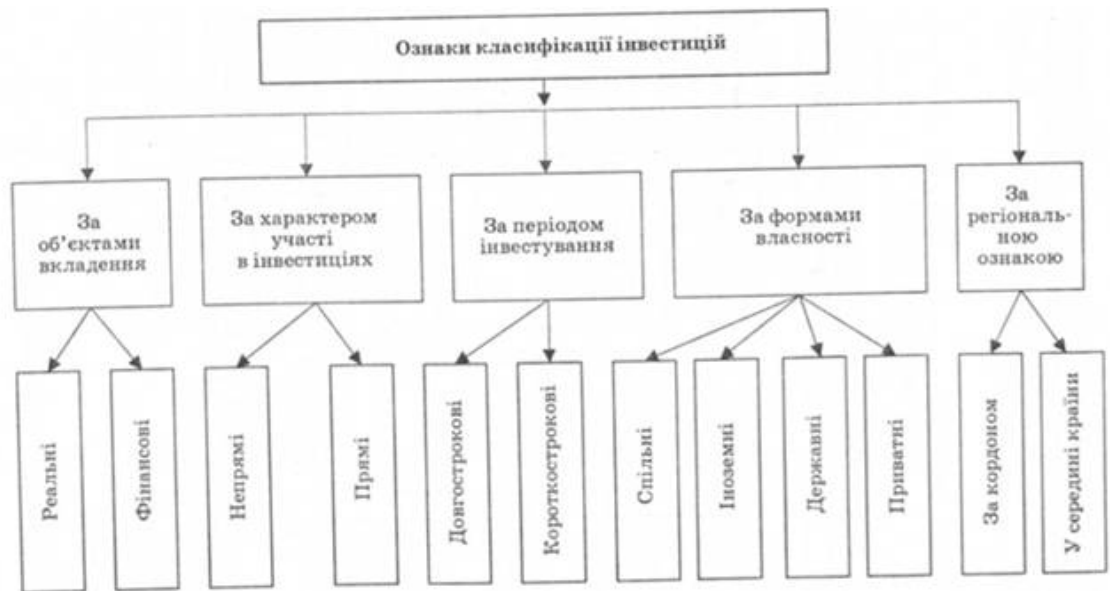 Ознаки класифікації інвестицій
За
об’єктами
вкладення
За характером
участі
в інвестиціях
За періодом
інвестування
За формами
власності
За
регіональ-
ною
ознакою
Реальні
Фінансові
Непрямі
Прямі
Довгострокові
Короткострокові
Спільні
Іноземні
Державні
Приватні
За кордоном
У середині країни